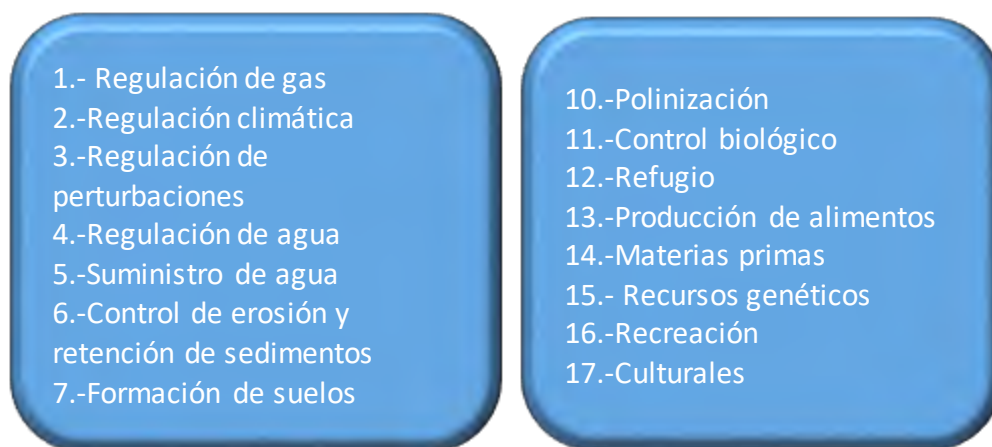 1.- Regulación de gas
2.-Regulación climática
3.-Regulación de
perturbaciones
4.-Regulación de agua
5.-Suministro de agua
6.-Control de erosión y
retención de sedimentos
7.-Formación de suelos
10.-Polinización
11.-Control biológico
12.-Refugio
13.-Producción de alimentos
14.-Materias primas
15.- Recursos genéticos
16.-Recreación
17.-Culturales